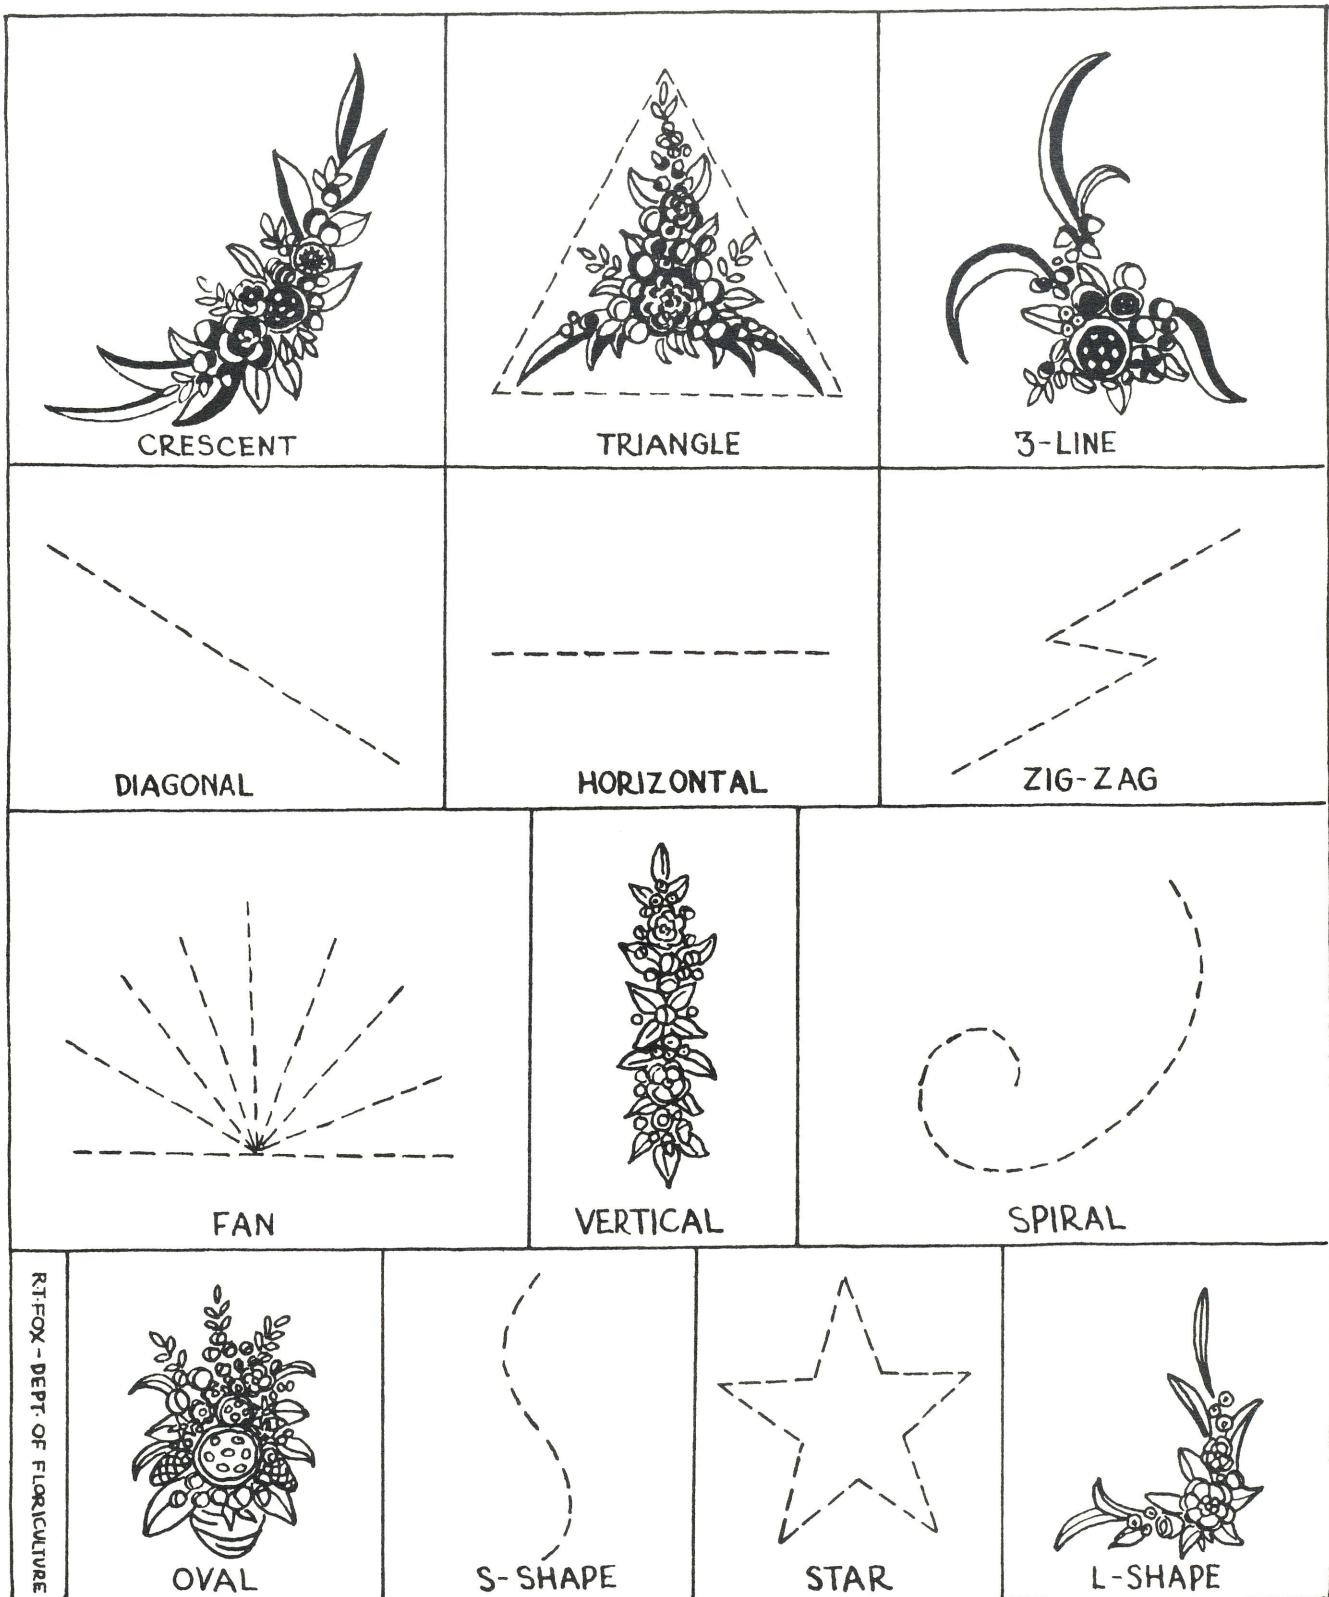 CRESCENT
TRIANGLE
3-LINE
DIAGONAL
HORIZONTAL
ZIG-ZAG
FAN
VERTICAL
SPIRAL
R.T. FOX - DEPT. OF FLORICULTURE
OVAL
S-SHAPE
STAR
L-SHAPE